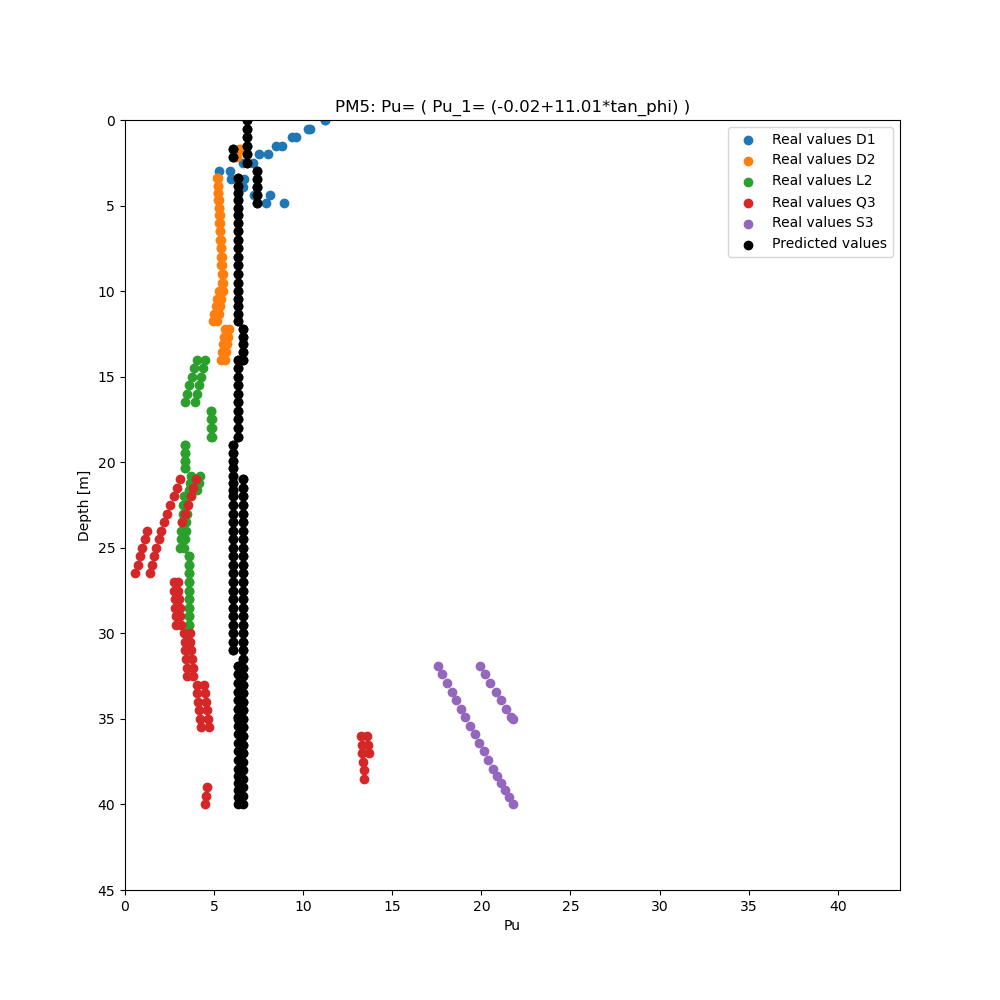 PM5: Pu= ( Pu_1= (-0.02+11.01*tan_phi) )
Real values D1
Real values D2
Real values L2
Real values Q3
Real values S3
Predicted values
0
5
10
15
20
25
30
35
40
45
Depth [m]
0 5 10 15 20 25 30 35 40
Pu